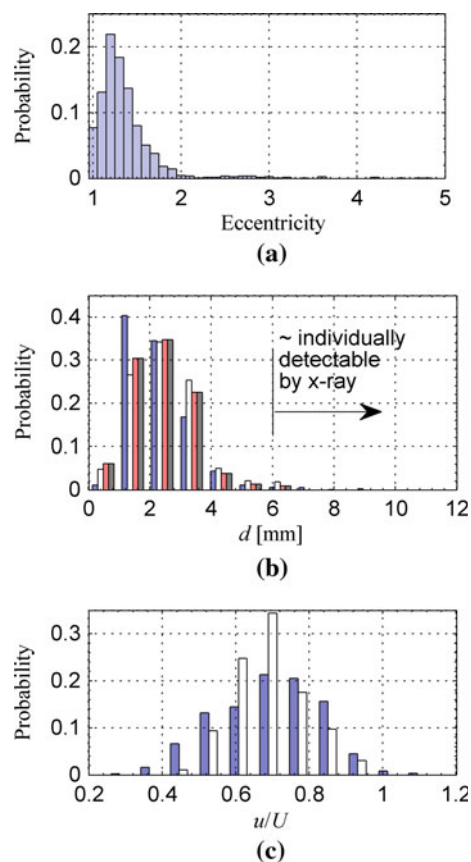 Probability
0.2
0.1
0
1 2 3 4 5
Eccentricity
(a)
Probability
0.4
0.3
0.2
0.1
0
~ individually
detectable
by x-ray
0 2 4 6 8 10 12
d [mm]
(b)
Probability
0.3
0.2
0.1
0
0.2 0.4 0.6 0.8 1 1.2
u/U
(c)